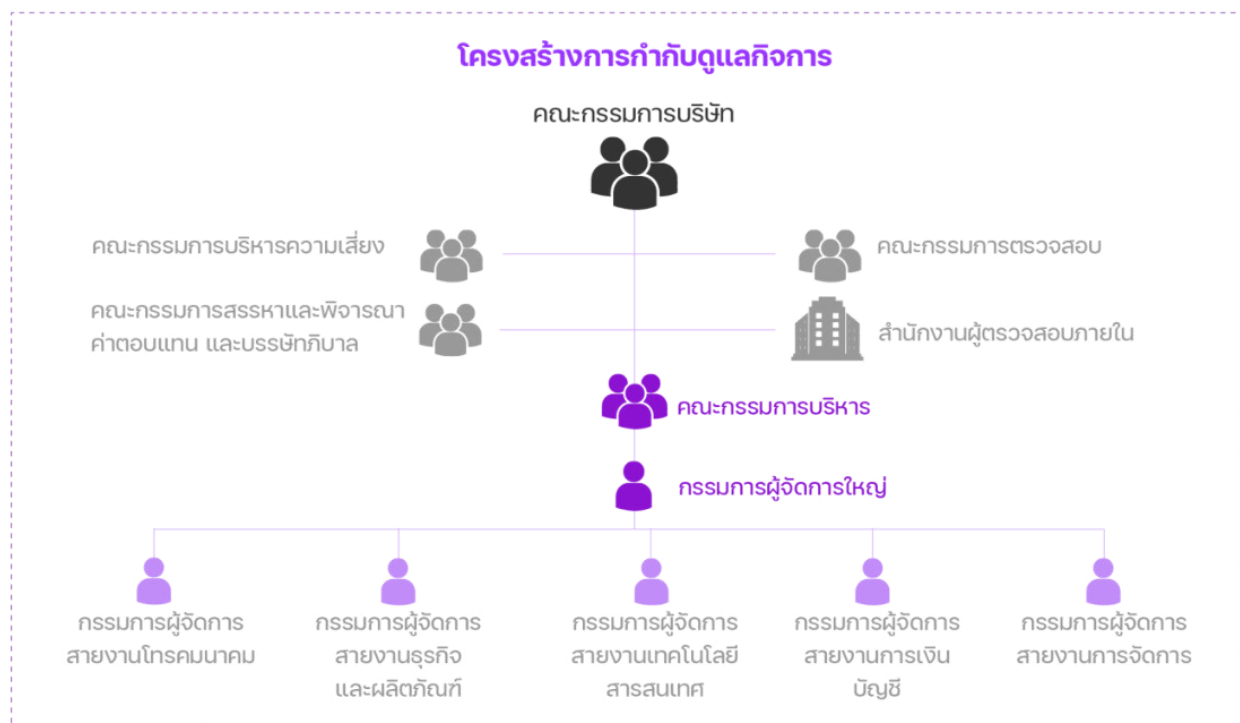 โครงสร้างการกำกับดูแลกิจการ
คณะกรรมการบริษัท
คณะกรรมการบริหารความเสี่ยง
คณะกรรมการตรวจสอบ
คณะกรรมการสรรหาและพิจารณา
ค่าตอบแทน และบรรษัทภิบาล
สำนักงานผู้ตรวจสอบภายใน
คณะกรรมการบริหาร
กรรมการผู้จัดการใหญ่
กรรมการผู้จัดการ
สายงานโทรคมนาคม
กรรมการผู้จัดการ
สายงานธุรกิจ
และผลิตภัณฑ์
กรรมการผู้จัดการ
สายงานเทคโนโลยี
สารสนเทศ
กรรมการผู้จัดการ
สายงานการเงิน
บัญชี
กรรมการผู้จัดการ
สายงานการจัดการ